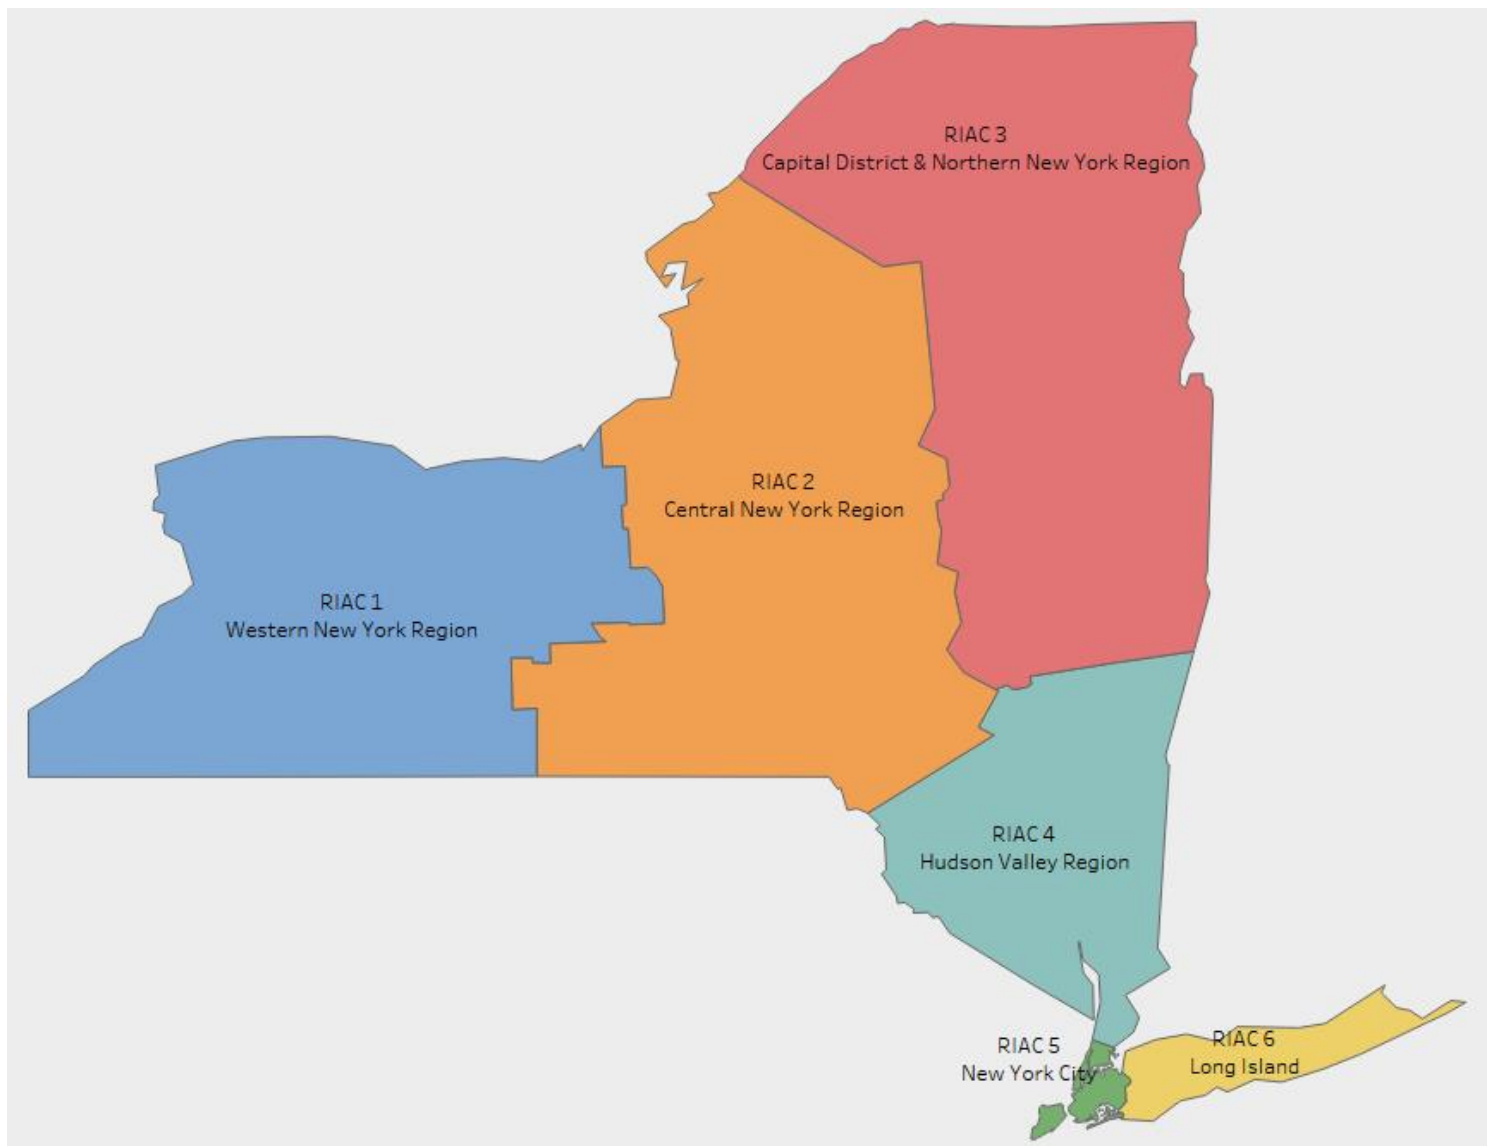 RIAC 3
Capital District & Northern New York Region
RIAC 2
Central New York Region
RIAC 1
Western New York Region
RIAC 4
Hudson Valley Region
RIAC 5
New York City
RIAC 6
Long Island